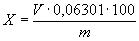 X = V · 0,06301 · 100 / m